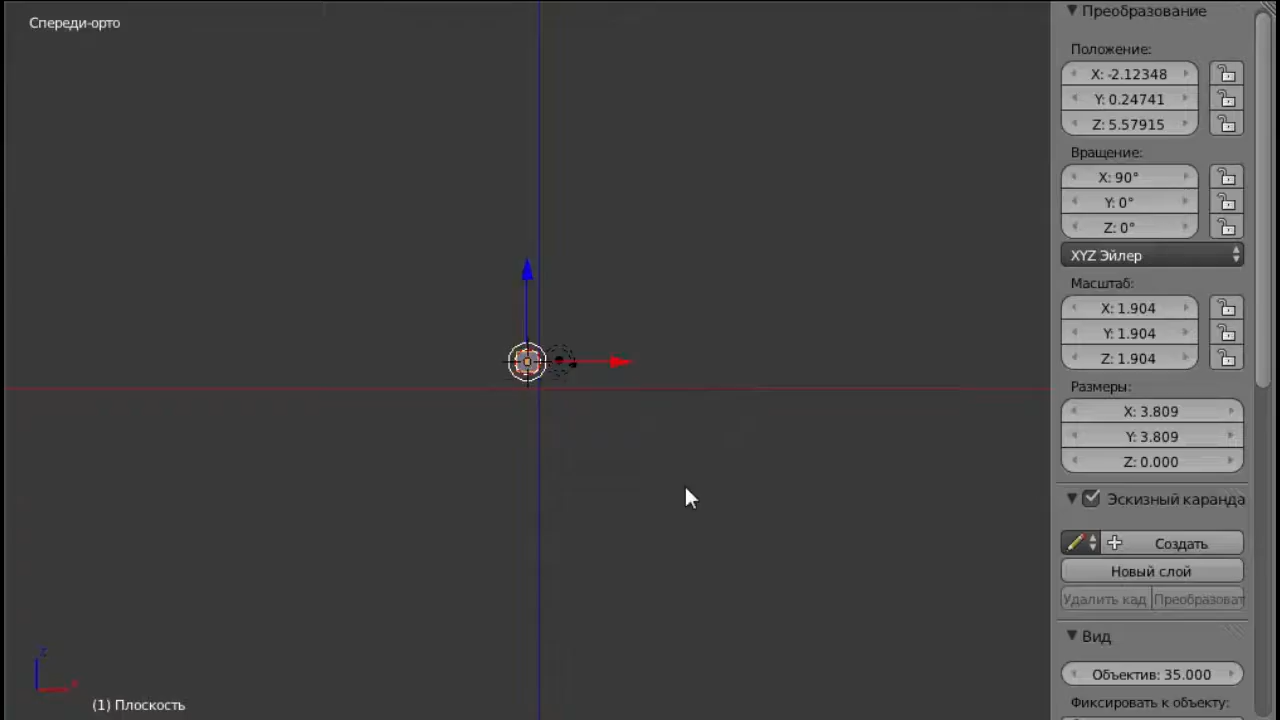 Спереди-орто
Преобразование
Положение:
X: -2.12348
Y: 0.24741
Z: 5.57915
Вращение:
X: 90°
Y: 0°
Z: 0°
XYZ Эйлер
Масштаб:
X: 1.904
Y: 1.904
Z: 1.904
Размеры:
X: 3.809
Y: 3.809
Z: 0.000
Эскизный каранда
Создать
Новый слой
Удалить кад Преобразоват
Вид
Объектив: 35.000
Фиксировать к объекту:
Z
(1) Плоскость